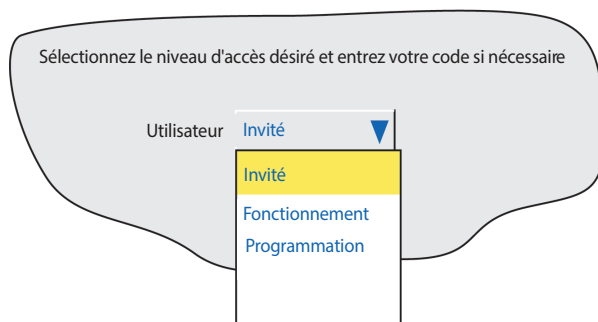 Sélectionnez le niveau d'accès désiré et entrez votre code si nécessaire
Utilisateur Invité
Invité
Fonctionnement
Programmation